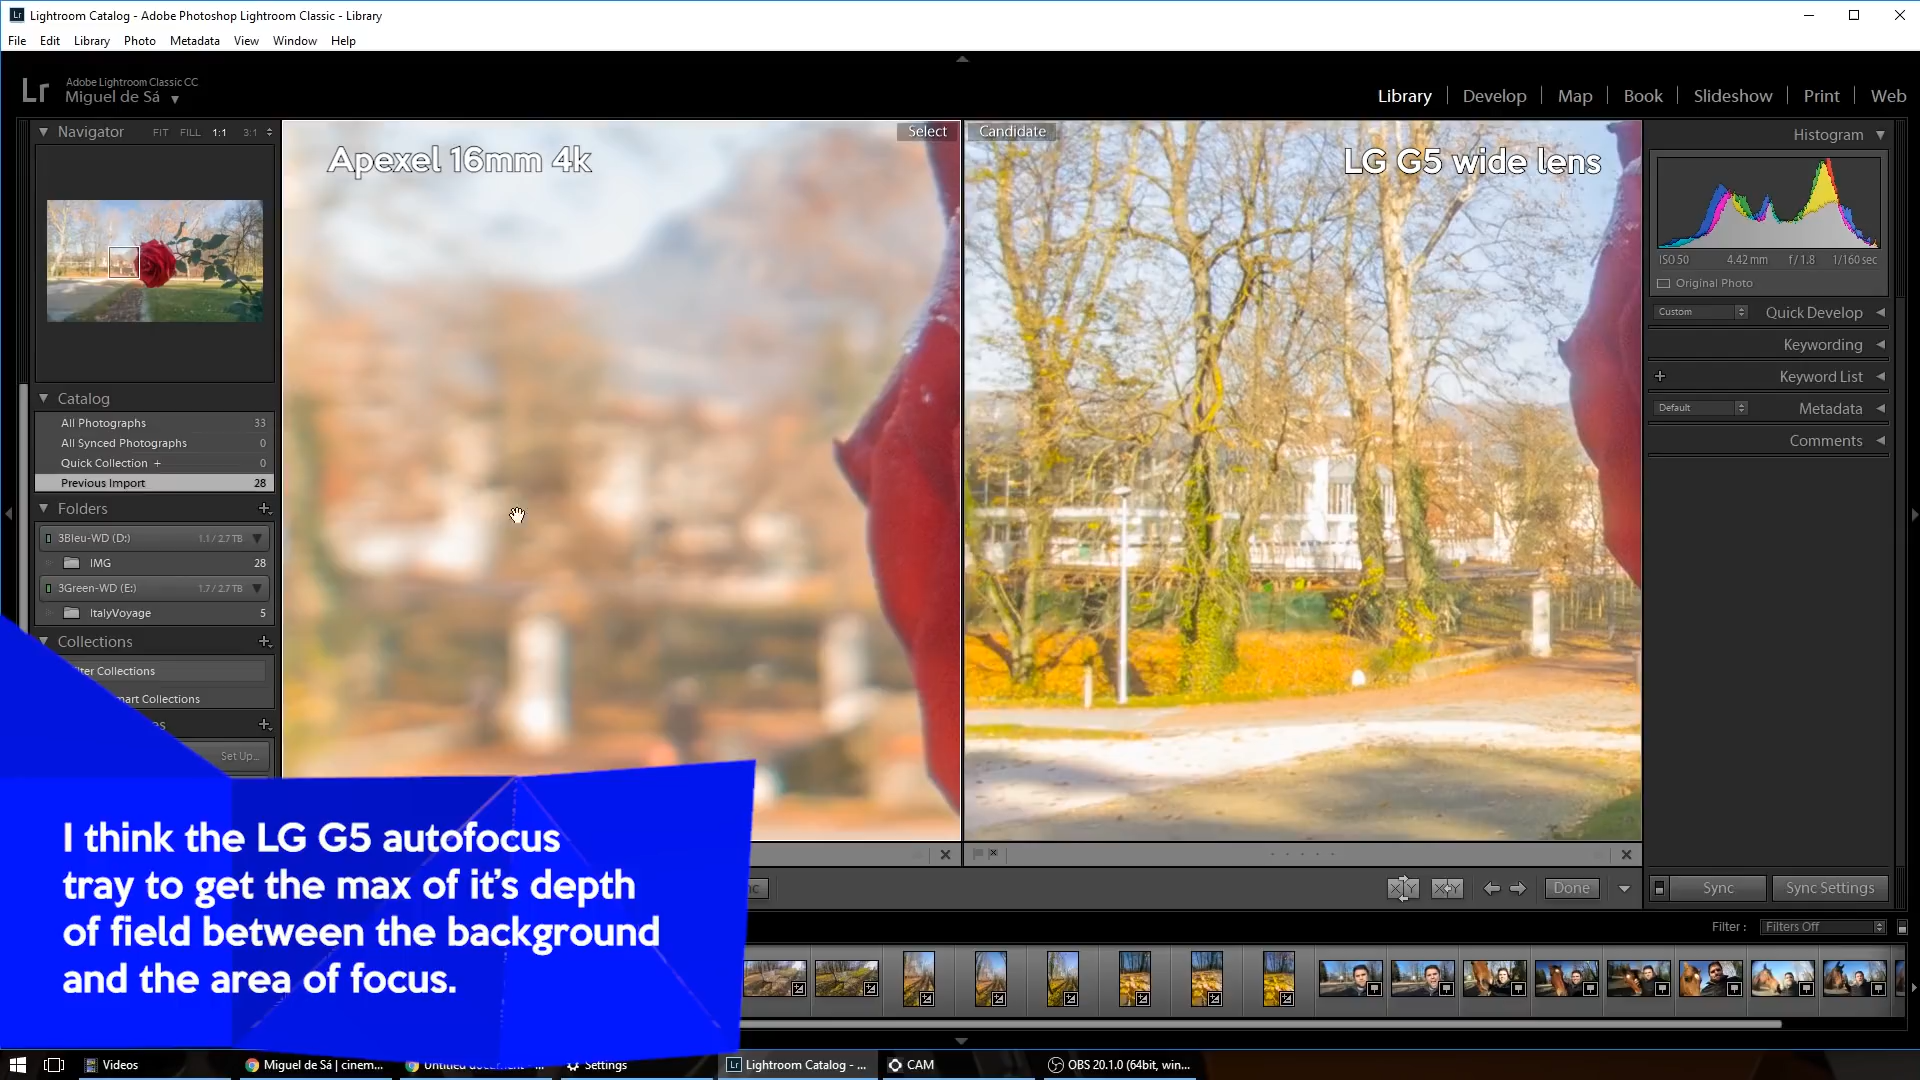 Lightroom Catalog - Adobe Photoshop Lightroom Classic - Library
File Edit Library Photo Metadata View Window Help
Lr
Adobe Lightroom Classic CC
Miguel de Sá
Library Develop Map Book Slideshow Print Web
Navigator FIT FILL 1:1 3:1
Select
Candidate
Apexel 16mm 4k
LG G5 wide lens
Histogram
ISO 50 4.42 mm f / 1.8 1/160 sec
Original Photo
Custom Quick Develop
Keywording
Keyword List
Default Metadata
Comments
Catalog
All Photographs 33
All Synced Photographs 0
Quick Collection + 0
Previous Import 28
Folders
3Bleu-WD (D:) 1.1 / 2.7 TB
IMG 28
3Green-WD (E:) 1.7 / 2.7 TB
ItalyVoyage 5
Collections
lter Collections
mart Collections
Set Up...
I think the LG G5 autofocus
tray to get the max of it's depth
of field between the background
and the area of focus.
X Y X Y Done
Sync Sync Settings
Filter : Filters Off
Videos
Miguel de Sá | cinem...
Settings
Lr Lightroom Catalog - ...
CAM
OBS 20.1.0 (64bit, win...